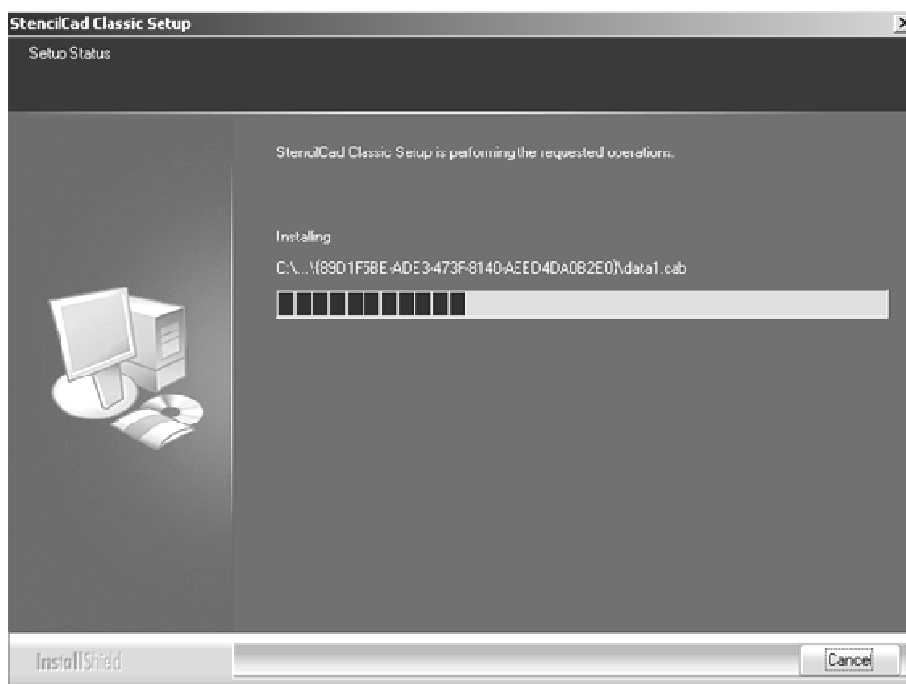 StencilCad Classic Setup
Setup Status
StencilCad Classic Setup is performing the requested operations.
Installing
C:\...\{89D1F5BE-ADE3-473F-8140-AEED4DA0B2E0}\data1.cab
InstallShield
Cancel